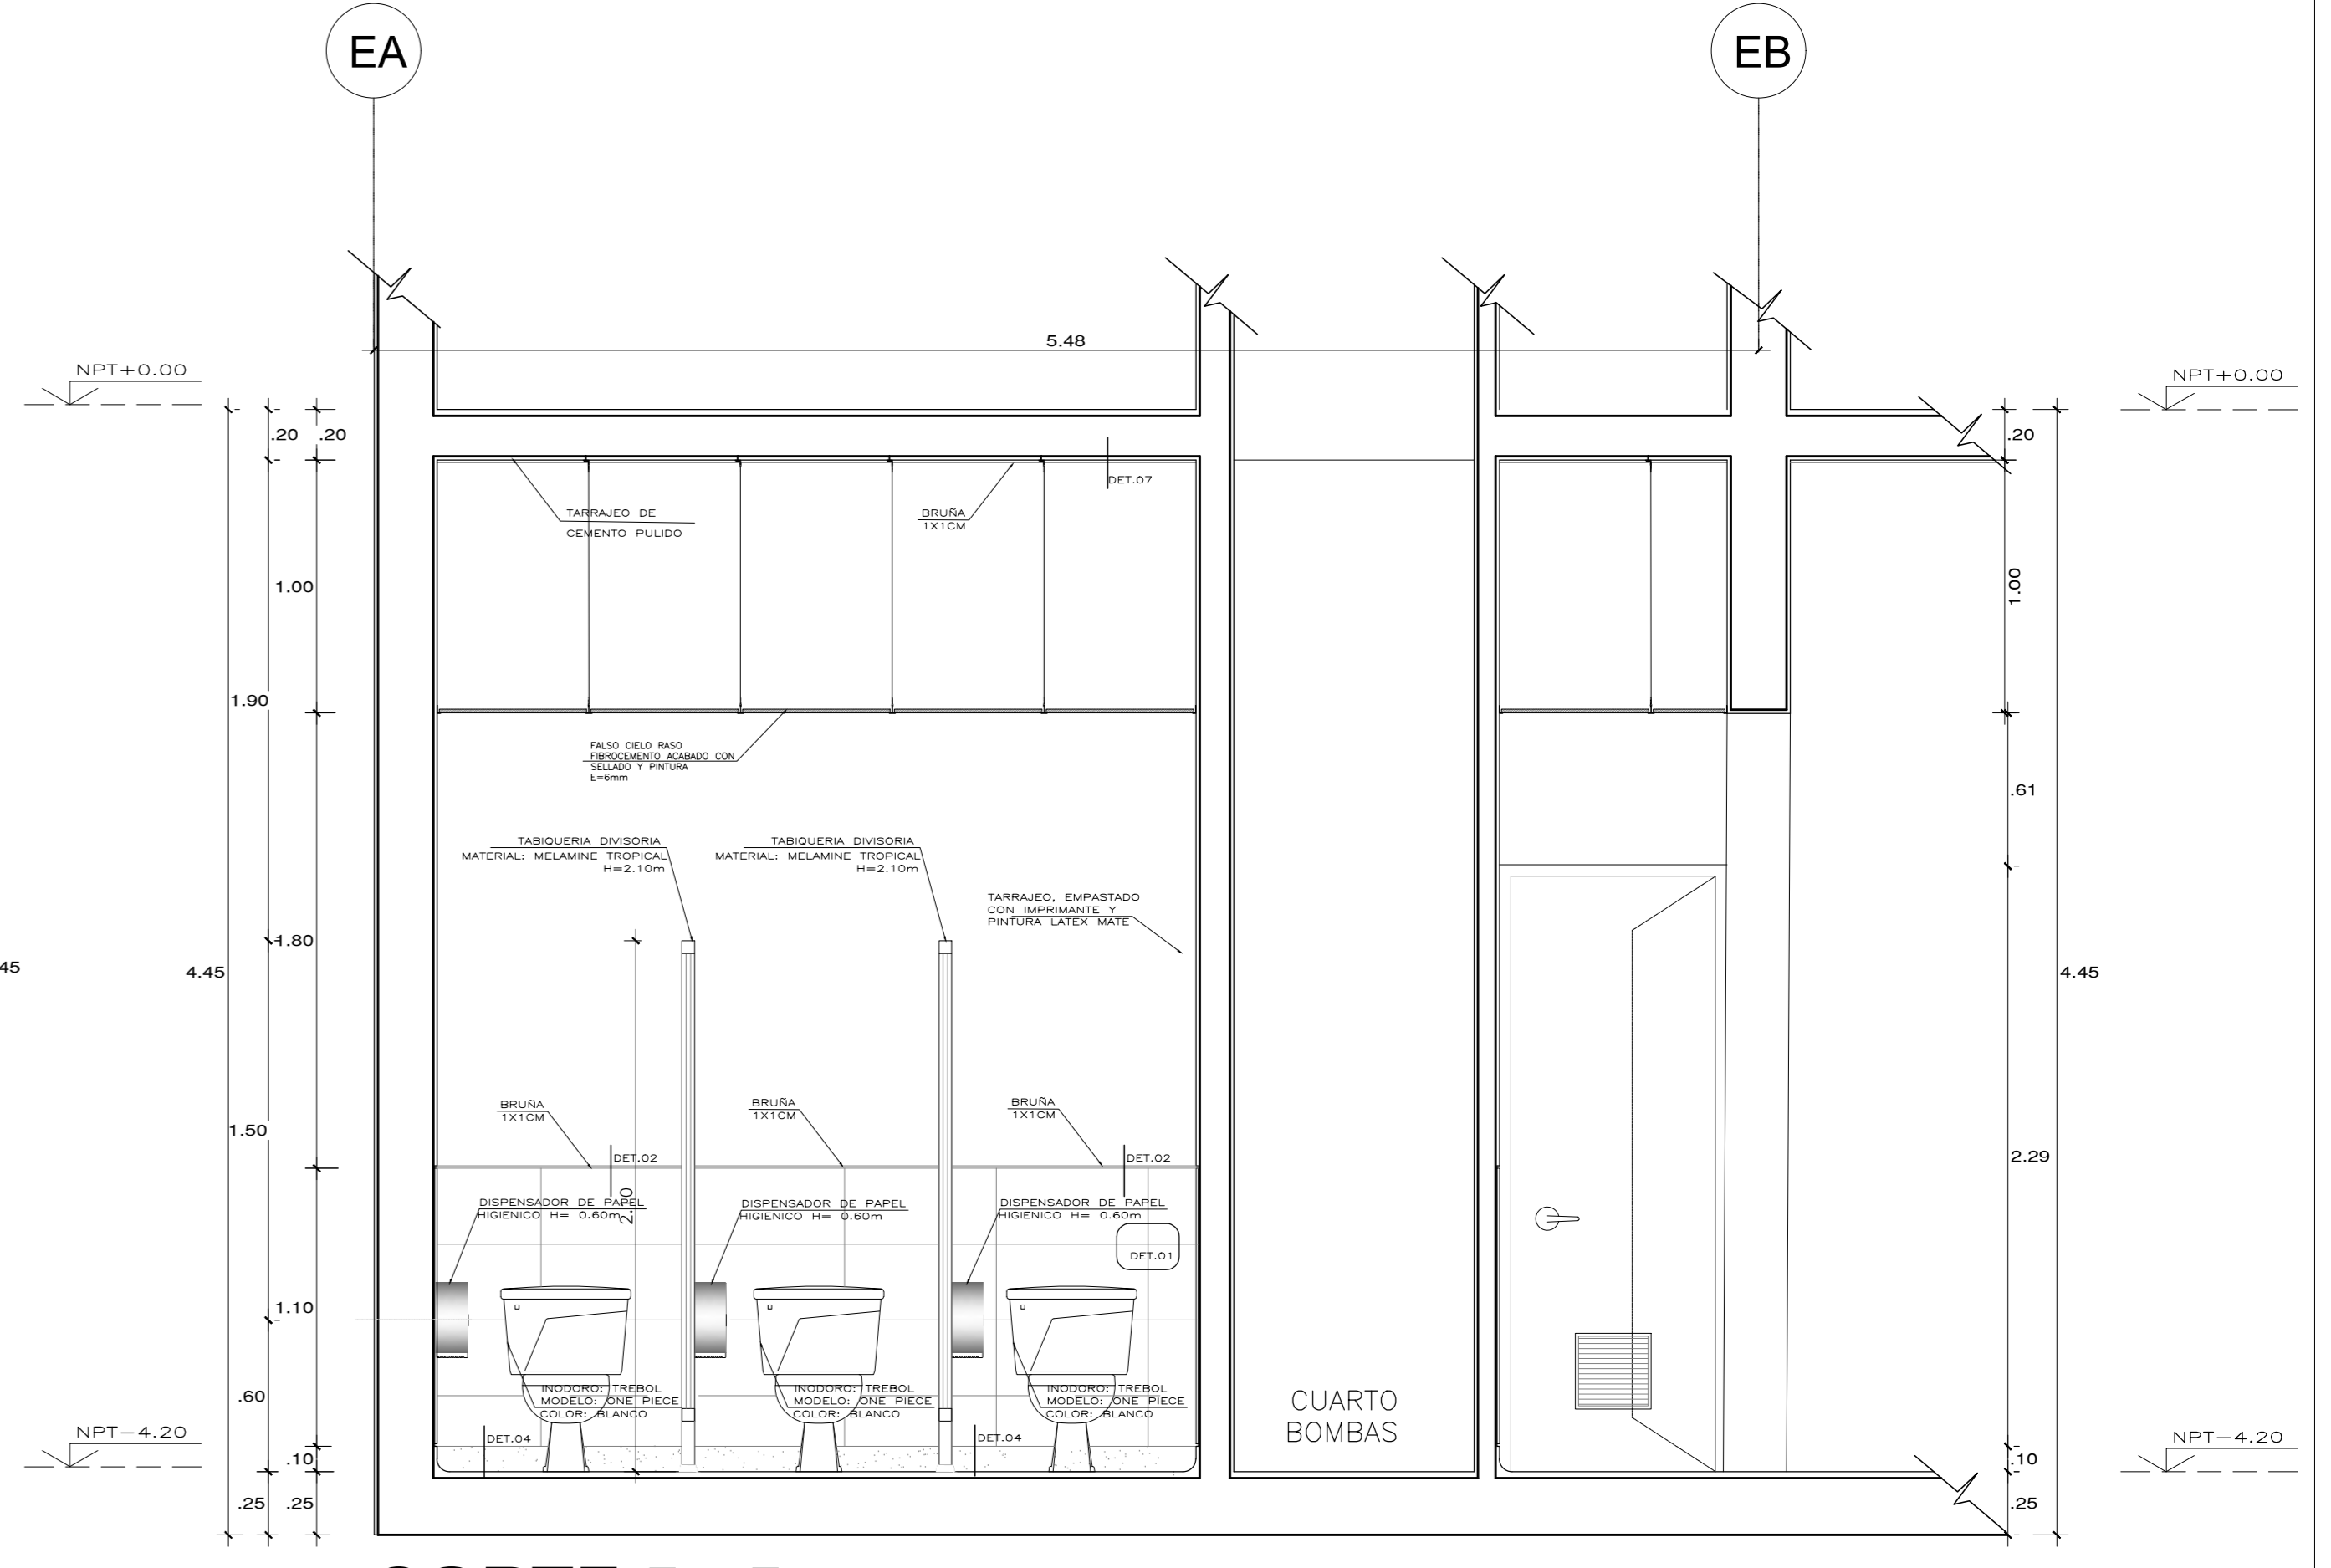 EA
EB
5.48
NPT+0.00
NPT+0.00
.20
.20
.20
DET.07
TARRAJEO DE
CEMENTO PULIDO
BRUÑA
1X1CM
1.00
1.00
1.90
FALSO CIELO RASO
FIBROCEMENTO ACABADO CON
SELLADO Y PINTURA
E=6mm
.61
TABIQUERIA DIVISORIA
MATERIAL: MELAMINE TROPICAL
H=2.10m
TABIQUERIA DIVISORIA
MATERIAL: MELAMINE TROPICAL
H=2.10m
TARRAJEO, EMPASTADO
CON IMPRIMANTE Y
PINTURA LATEX MATE
1.80
45
4.45
4.45
1.50
BRUÑA
1X1CM
BRUÑA
1X1CM
BRUÑA
1X1CM
DET.02
DET.02
2.29
2.10
DISPENSADOR DE PAPEL
HIGIENICO H= 0.60m
DISPENSADOR DE PAPEL
HIGIENICO H= 0.60m
DISPENSADOR DE PAPEL
HIGIENICO H= 0.60m
DET.01
1.10
INODORO: TREBOL
MODELO: ONE PIECE
COLOR: BLANCO
INODORO: TREBOL
MODELO: ONE PIECE
COLOR: BLANCO
INODORO: TREBOL
MODELO: ONE PIECE
COLOR: BLANCO
CUARTO
BOMBAS
.60
NPT-4.20
NPT-4.20
DET.04
DET.04
.10
.10
.25
.25
.25